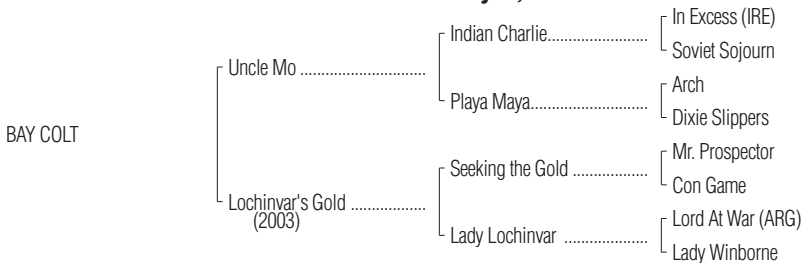 In Excess (IRE)
Indian Charlie........................
Soviet Sojourn
Uncle Mo ..............................
Arch
Playa Maya............................
Dixie Slippers
BAY COLT
Mr. Prospector
Seeking the Gold ..................
Con Game
Lochinvar's Gold ..................
(2003)
Lord At War (ARG)
Lady Lochinvar ....................
Lady Winborne